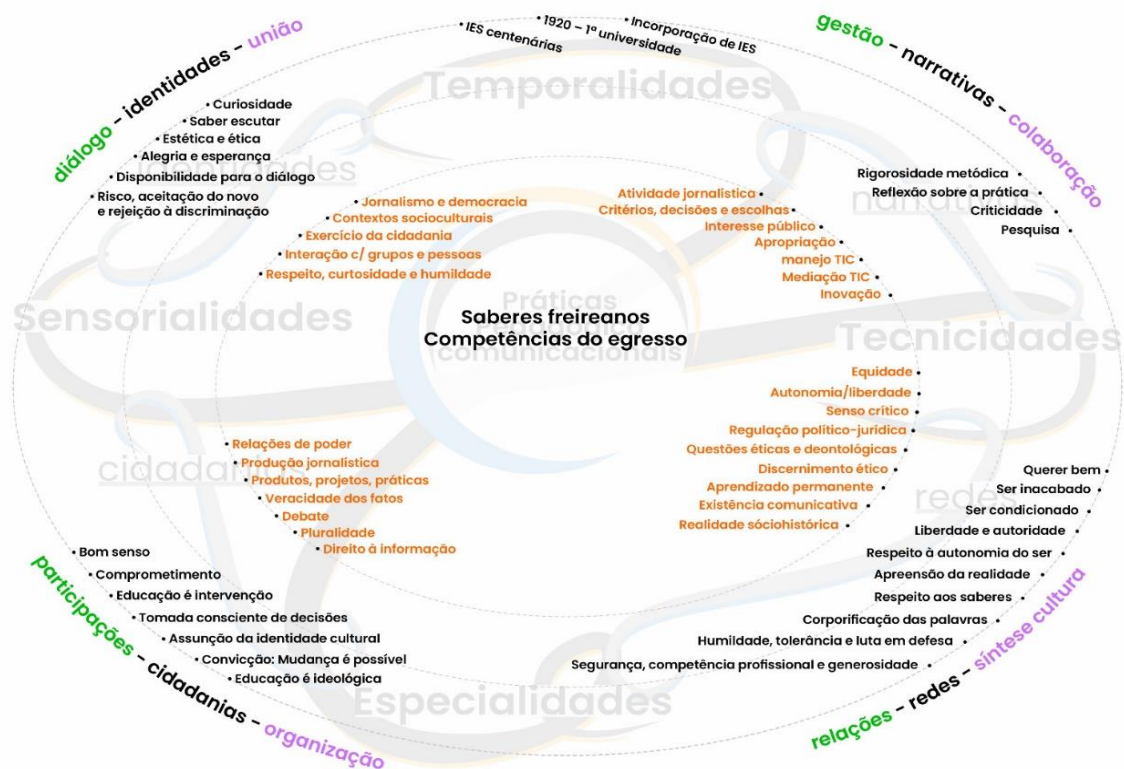 • IES centenárias
• 1920 – 1ª universidade
• Incorporação de IES
Temporalidades
diálogo – identidades – união
• Curiosidade
• Saber escutar
• Estética e ética
• Alegria e esperança
• Disponibilidade para o diálogo
• Risco, aceitação do novo
e rejeição à discriminação
identidades
gestão – narrativas – colaboração
Rigorosidade metódica •
Reflexão sobre a prática •
Criticidade •
Pesquisa •
narrativas
• Jornalismo e democracia
• Contextos socioculturais
• Exercício da cidadania
• Interação c/ grupos e pessoas
• Respeito, curtosidade e humildade
Atividade jornalística •
Critérios, decisões e escolhas •
Interesse público •
Apropriação •
manejo TIC •
Mediação TIC •
Inovação •
Sensorialidades
Práticas
Pedagógico
comunicacionais
Saberes freireanos
Competências do egresso
Tecnicidades
Equidade •
Autonomia/liberdade •
Senso crítico •
Regulação político-jurídica •
Questões éticas e deontológicas •
Discernimento ético •
Aprendizado permanente •
Existência comunicativa •
Realidade sóciohistórica •
• Relações de poder
• Produção jornalística
• Produtos, projetos, práticas
• Veracidade dos fatos
• Debate
• Pluralidade
• Direito à informação
cidadanias
redes
• Bom senso
• Comprometimento
• Educação é intervenção
• Tomada consciente de decisões
• Assunção da identidade cultural
• Convicção: Mudança é possível
• Educação é ideológica
participações – cidadanias – organização
Querer bem •
Ser inacabado •
Ser condicionado •
Liberdade e autoridade •
Respeito à autonomia do ser •
Apreensão da realidade •
Respeito aos saberes •
Corporificação das palavras •
Humildade, tolerância e luta em defesa •
Segurança, competência profissional e generosidade •
relações – redes – síntese cultura
Especialidades